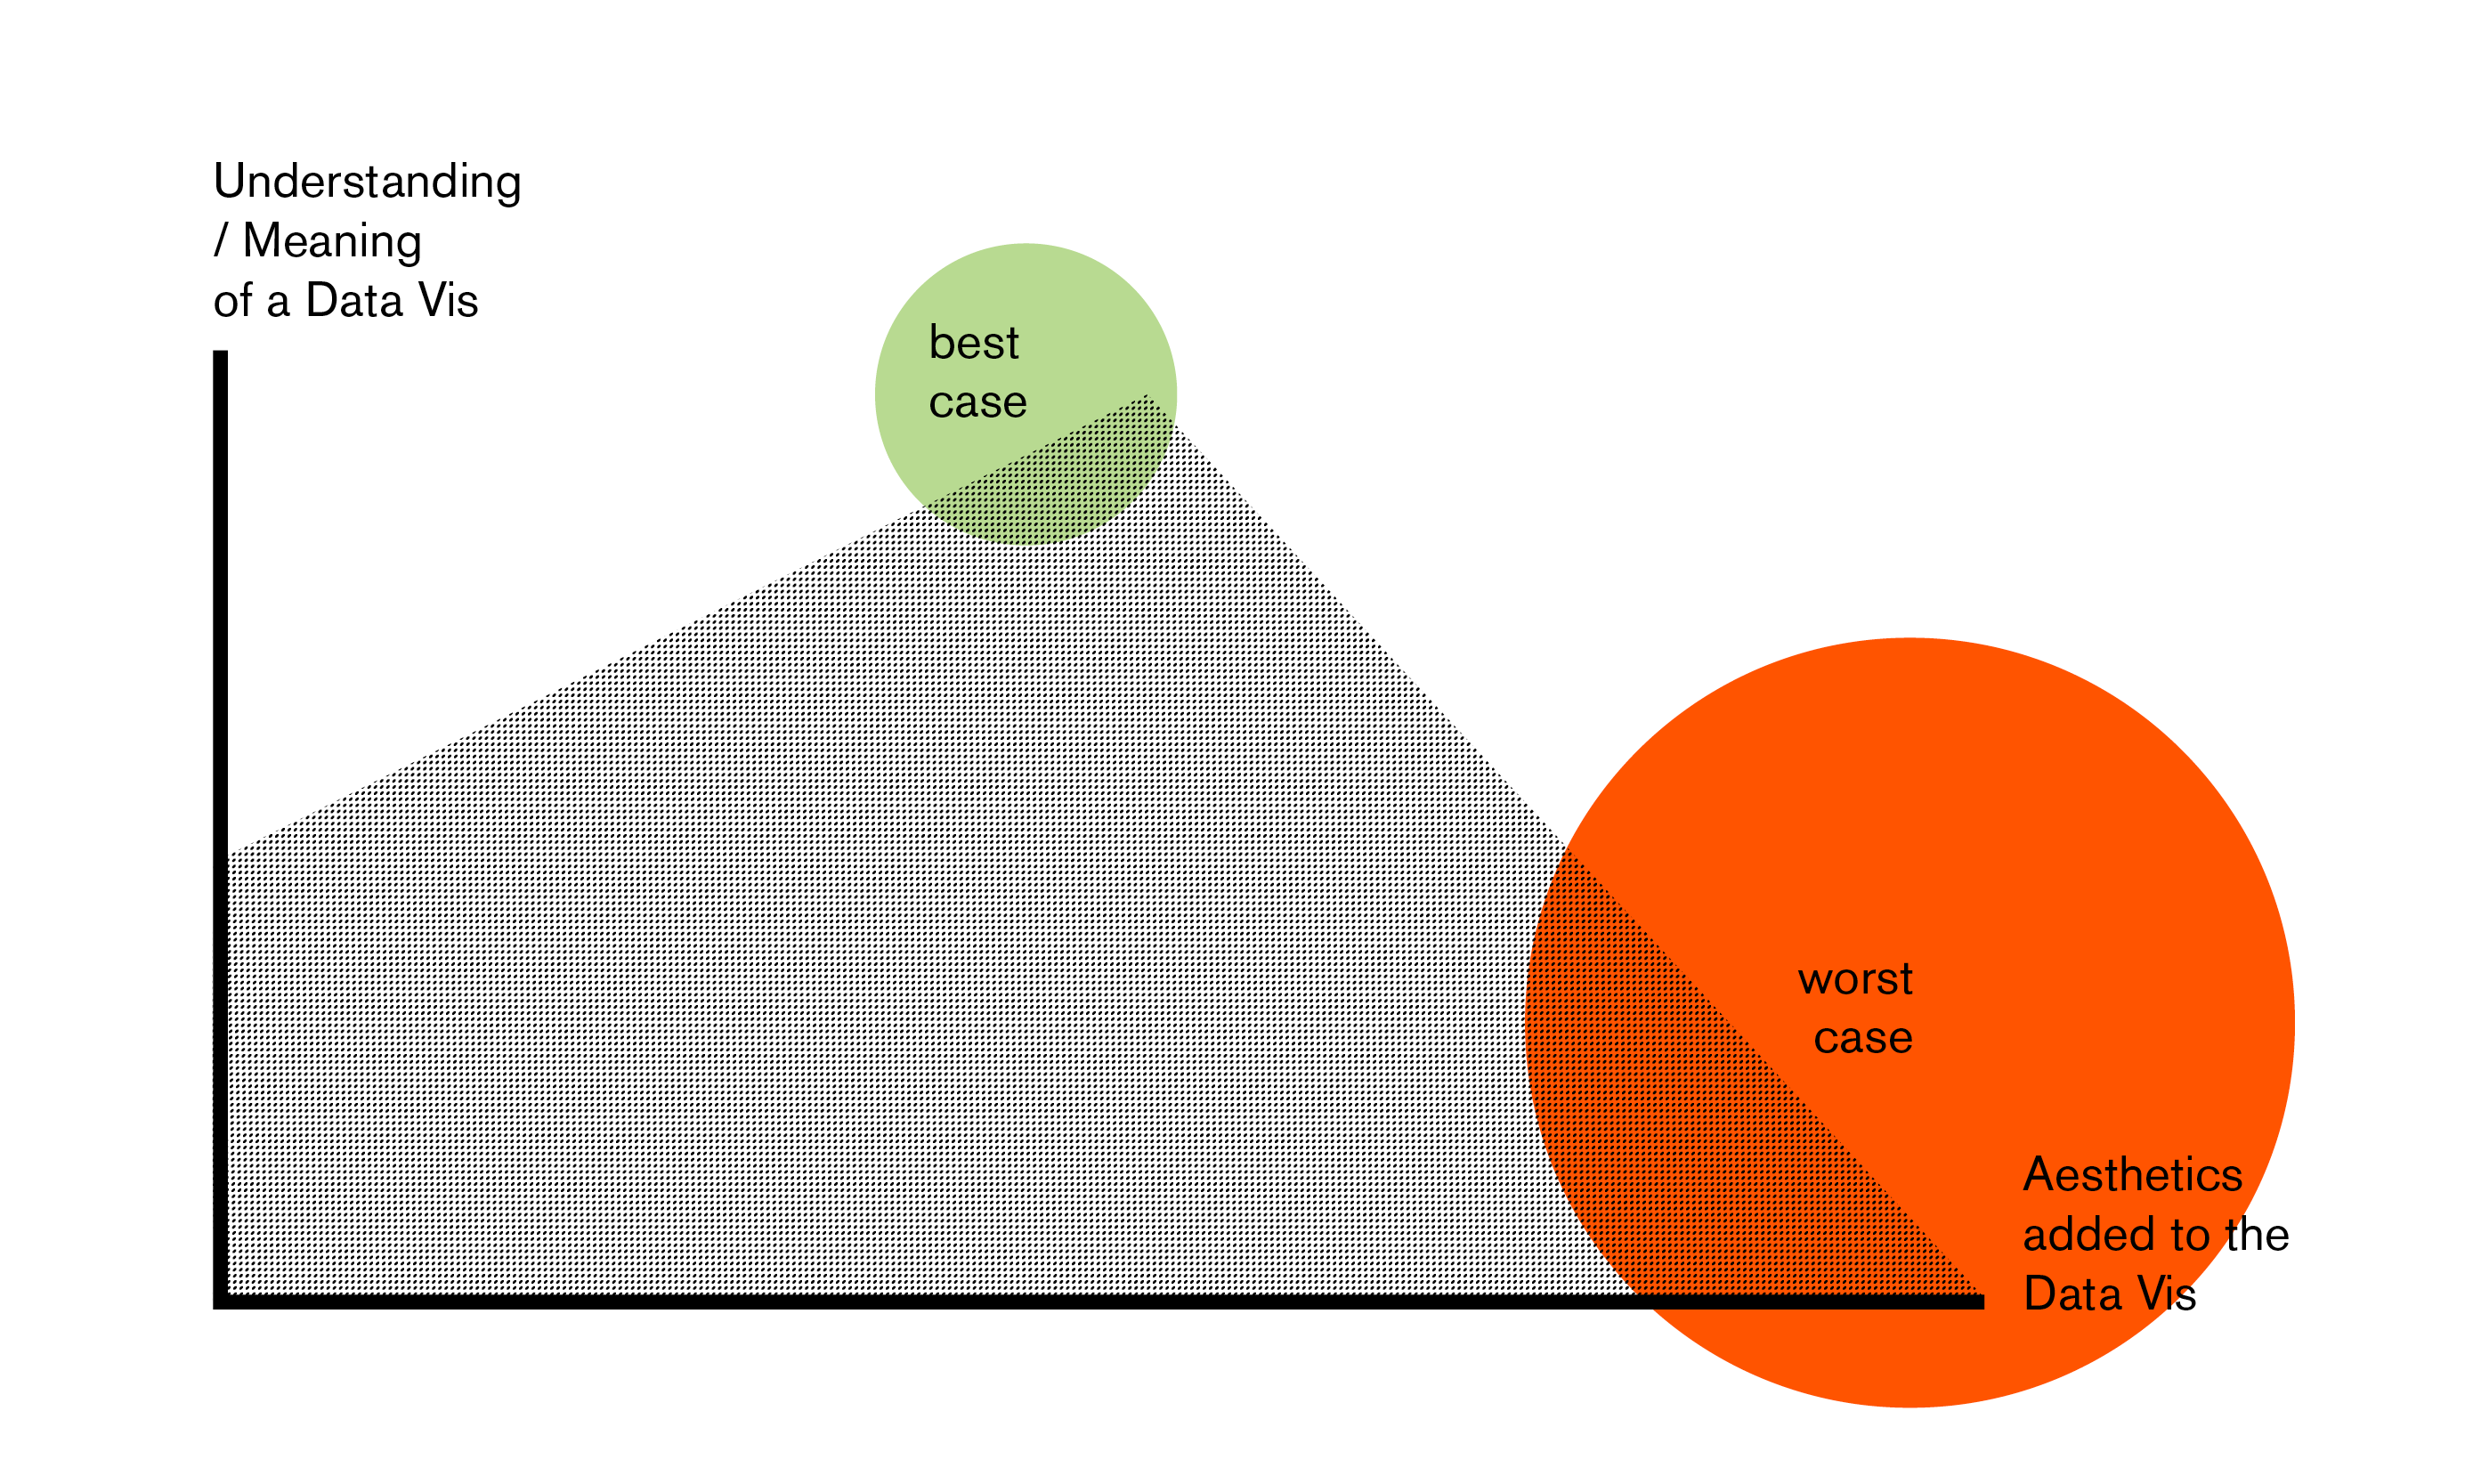 Understanding
/ Meaning
of a Data Vis
best
case
worst
case
Aesthetics
added to the
Data Vis